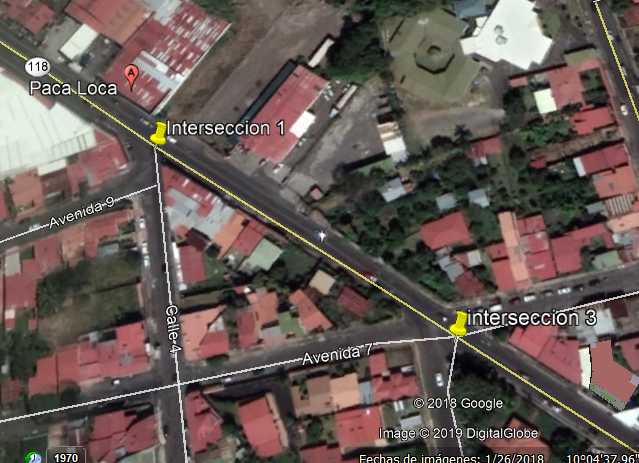 118
A
Paca Loca
Interseccion 1
Avenida 9
Calle 4
interseccion 3
Avenida 7
© 2018 Google
Image © 2019 DigitalGlobe
1970
Fechas de imágenes: 1/26/2018 10°04'37.96"